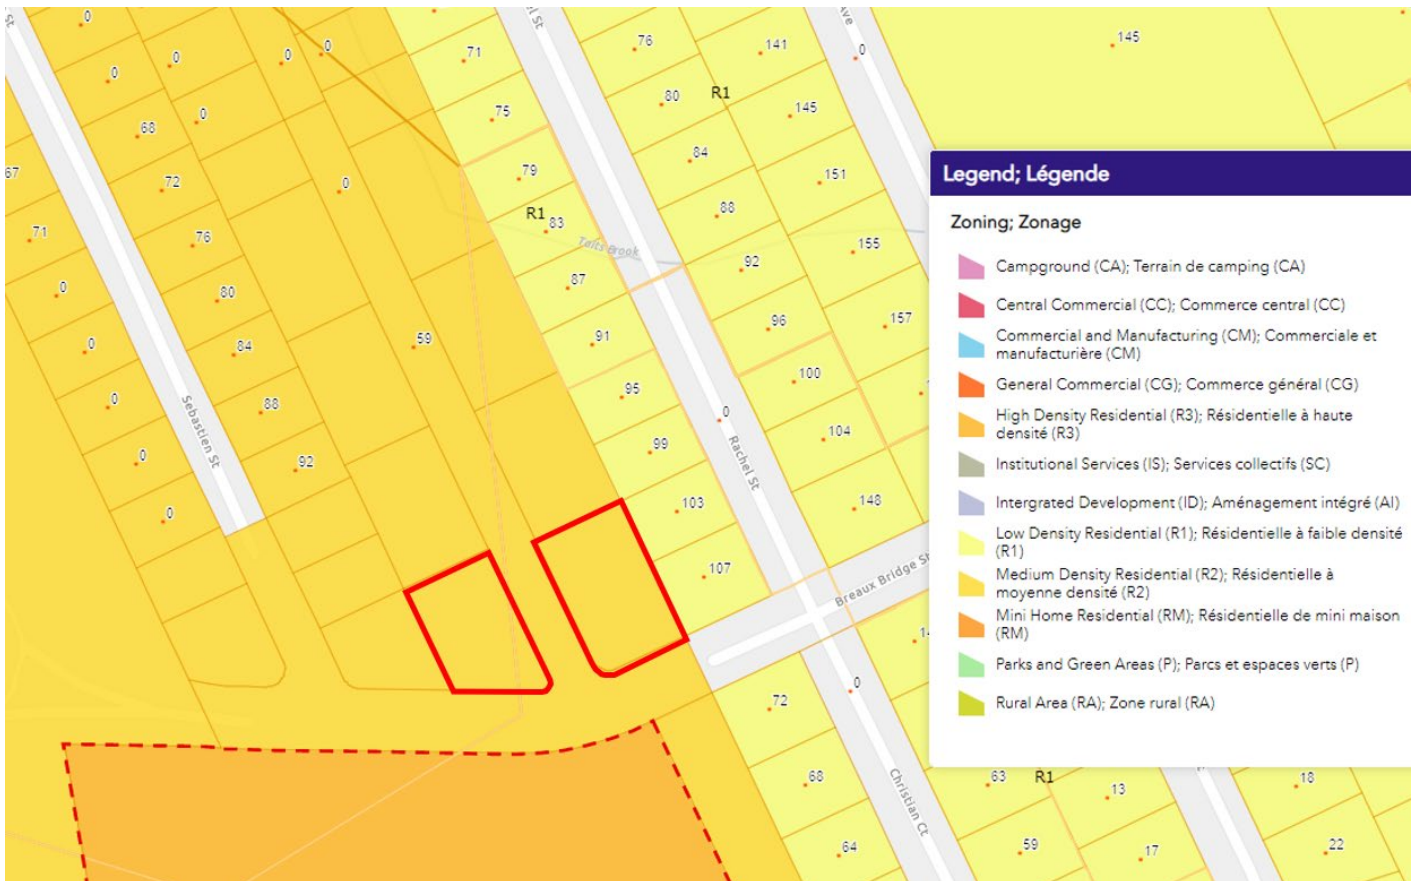 0
0
0
0
0
68
0
67
72
0
71
76
0
80
0
84
59
0
88
0
92
0
Sebastien St
71
75
79
R1
83
87
91
95
99
103
107
Taits Brook
76
80
R1
84
88
92
96
100
104
148
0
Rachel St
141
145
151
155
157
0
Ave
145
Breaux Bridge St
72
68
64
0
Christian Ct
63
R1
13
59
17
18
22
Legend; Légende
Zoning; Zonage
Campground (CA); Terrain de camping (CA)
Central Commercial (CC); Commerce central (CC)
Commercial and Manufacturing (CM); Commerciale et
manufacturière (CM)
General Commercial (CG); Commerce général (CG)
High Density Residential (R3); Résidentielle à haute
densité (R3)
Institutional Services (IS); Services collectifs (SC)
Intergrated Development (ID); Aménagement intégré (AI)
Low Density Residential (R1); Résidentielle à faible densité
(R1)
Medium Density Residential (R2); Résidentielle à
moyenne densité (R2)
Mini Home Residential (RM); Résidentielle de mini maison
(RM)
Parks and Green Areas (P); Parcs et espaces verts (P)
Rural Area (RA); Zone rural (RA)